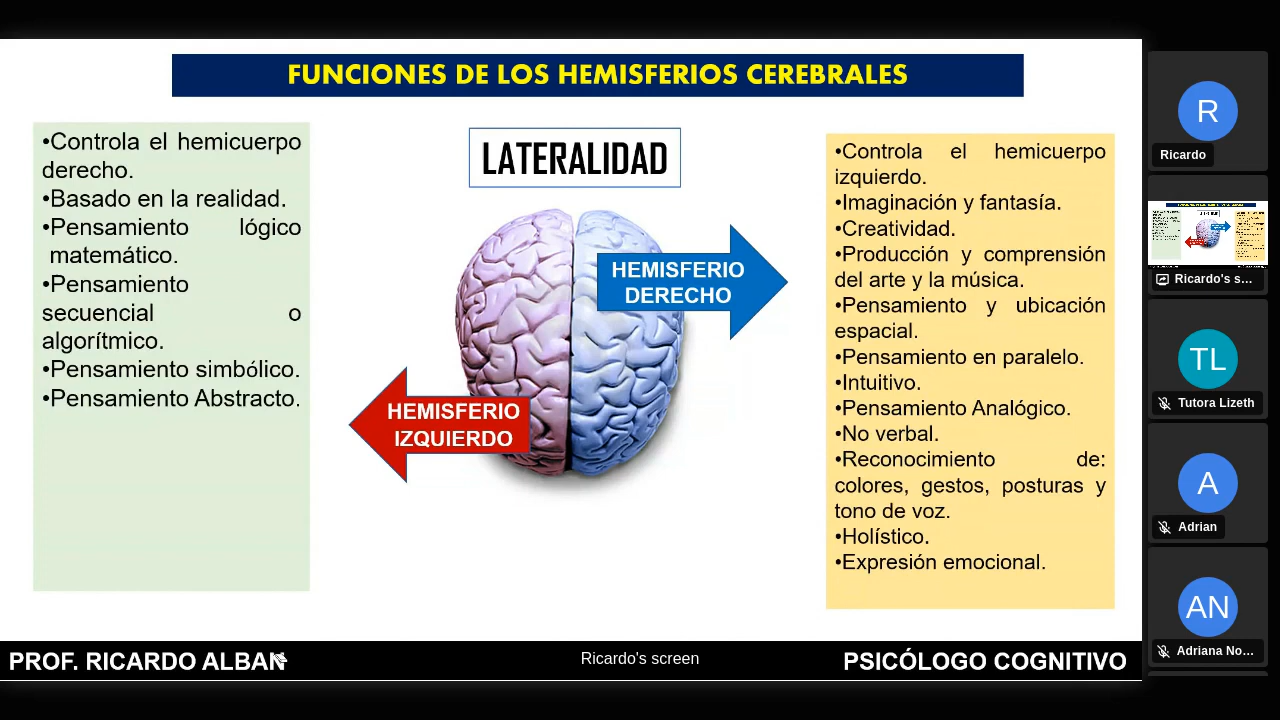 FUNCIONES DE LOS HEMISFERIOS CEREBRALES
•Controla el hemicuerpo
derecho.
•Basado en la realidad.
•Pensamiento lógico
matemático.
•Pensamiento
secuencial o
algorítmico.
•Pensamiento simbólico.
•Pensamiento Abstracto.
LATERALIDAD
HEMISFERIO
DERECHO
HEMISFERIO
IZQUIERDO
•Controla el hemicuerpo
izquierdo.
•Imaginación y fantasía.
•Creatividad.
•Producción y comprensión
del arte y la música.
•Pensamiento y ubicación
espacial.
•Pensamiento en paralelo.
•Intuitivo.
•Pensamiento Analógico.
•No verbal.
•Reconocimiento de:
colores, gestos, posturas y
tono de voz.
•Holístico.
•Expresión emocional.
PROF. RICARDO ALBAN
Ricardo's screen
PSICÓLOGO COGNITIVO
R
Ricardo
Ricardo's s...
TL
Tutora Lizeth
A
Adrian
AN
Adriana No...